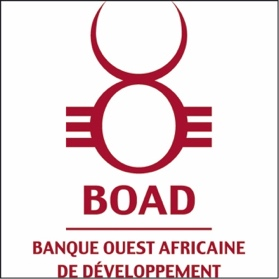 BOAD
BANQUE OUEST AFRICAINE
DE DÉVELOPPEMENT